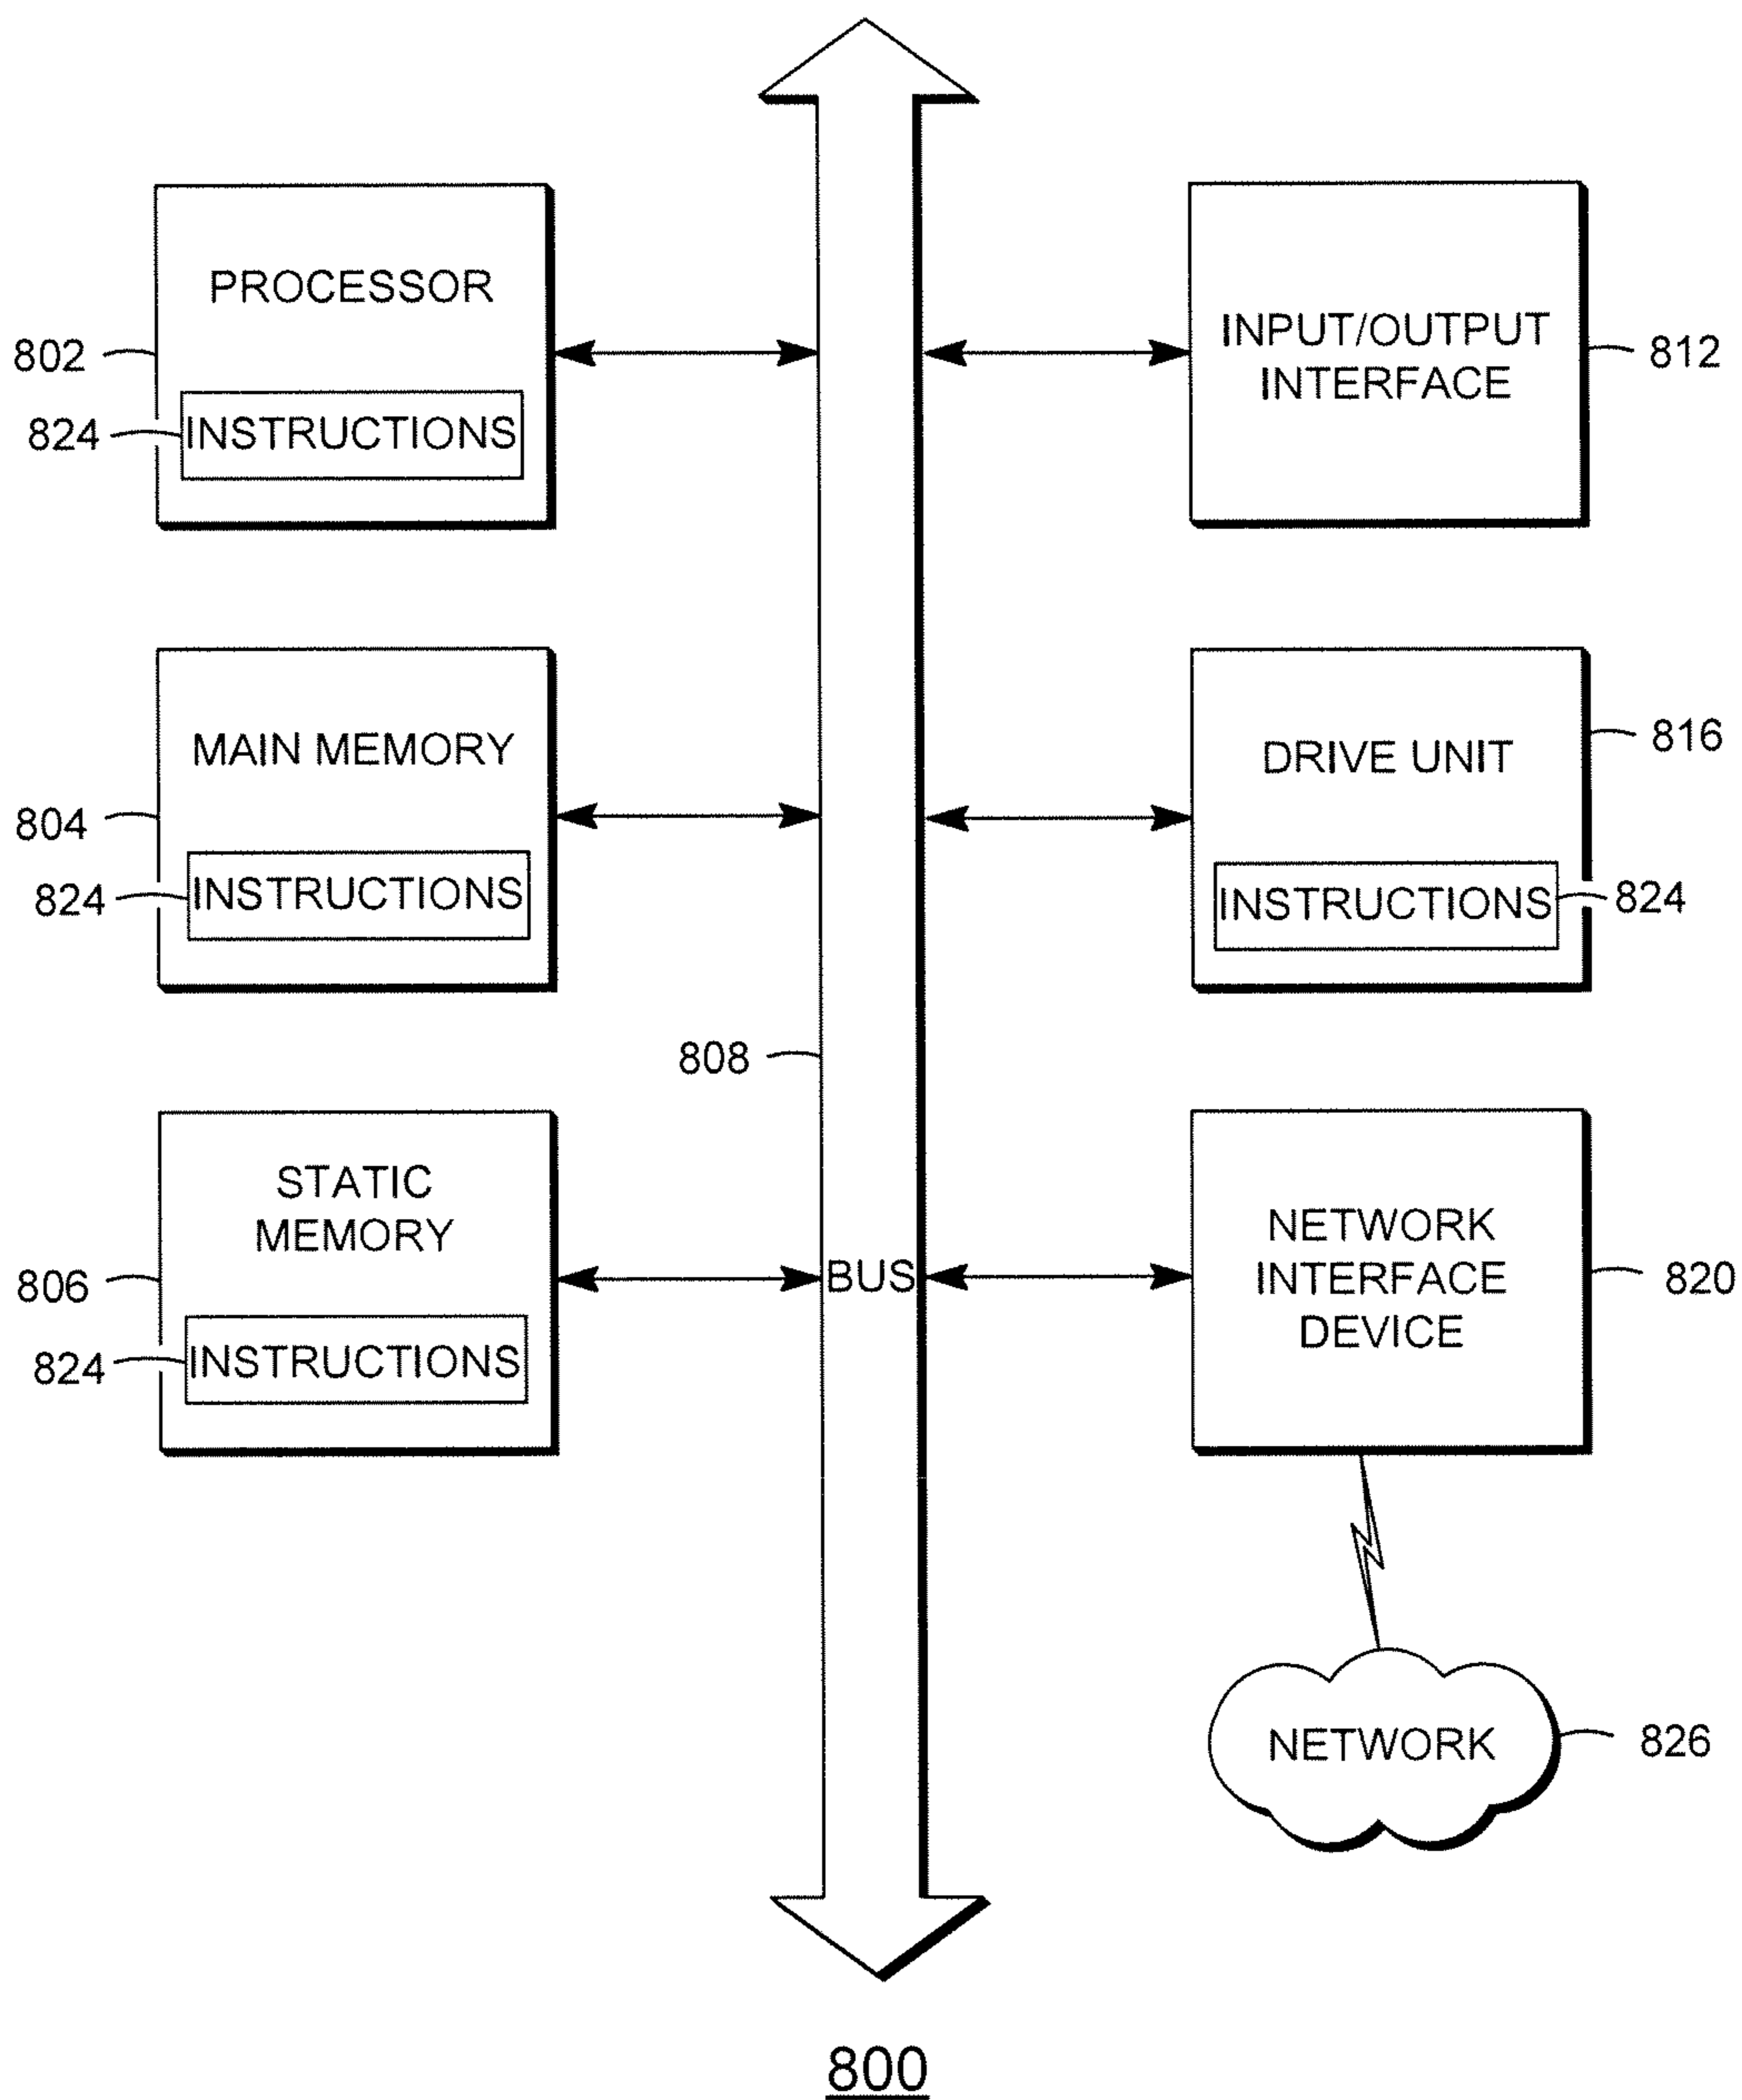 PROCESSOR
802
824
INSTRUCTIONS
INPUT/OUTPUT
INTERFACE
812
MAIN MEMORY
804
824
INSTRUCTIONS
DRIVE UNIT
816
INSTRUCTIONS
824
808
STATIC
MEMORY
806
824
INSTRUCTIONS
BUS
NETWORK
INTERFACE
DEVICE
820
NETWORK
826
800